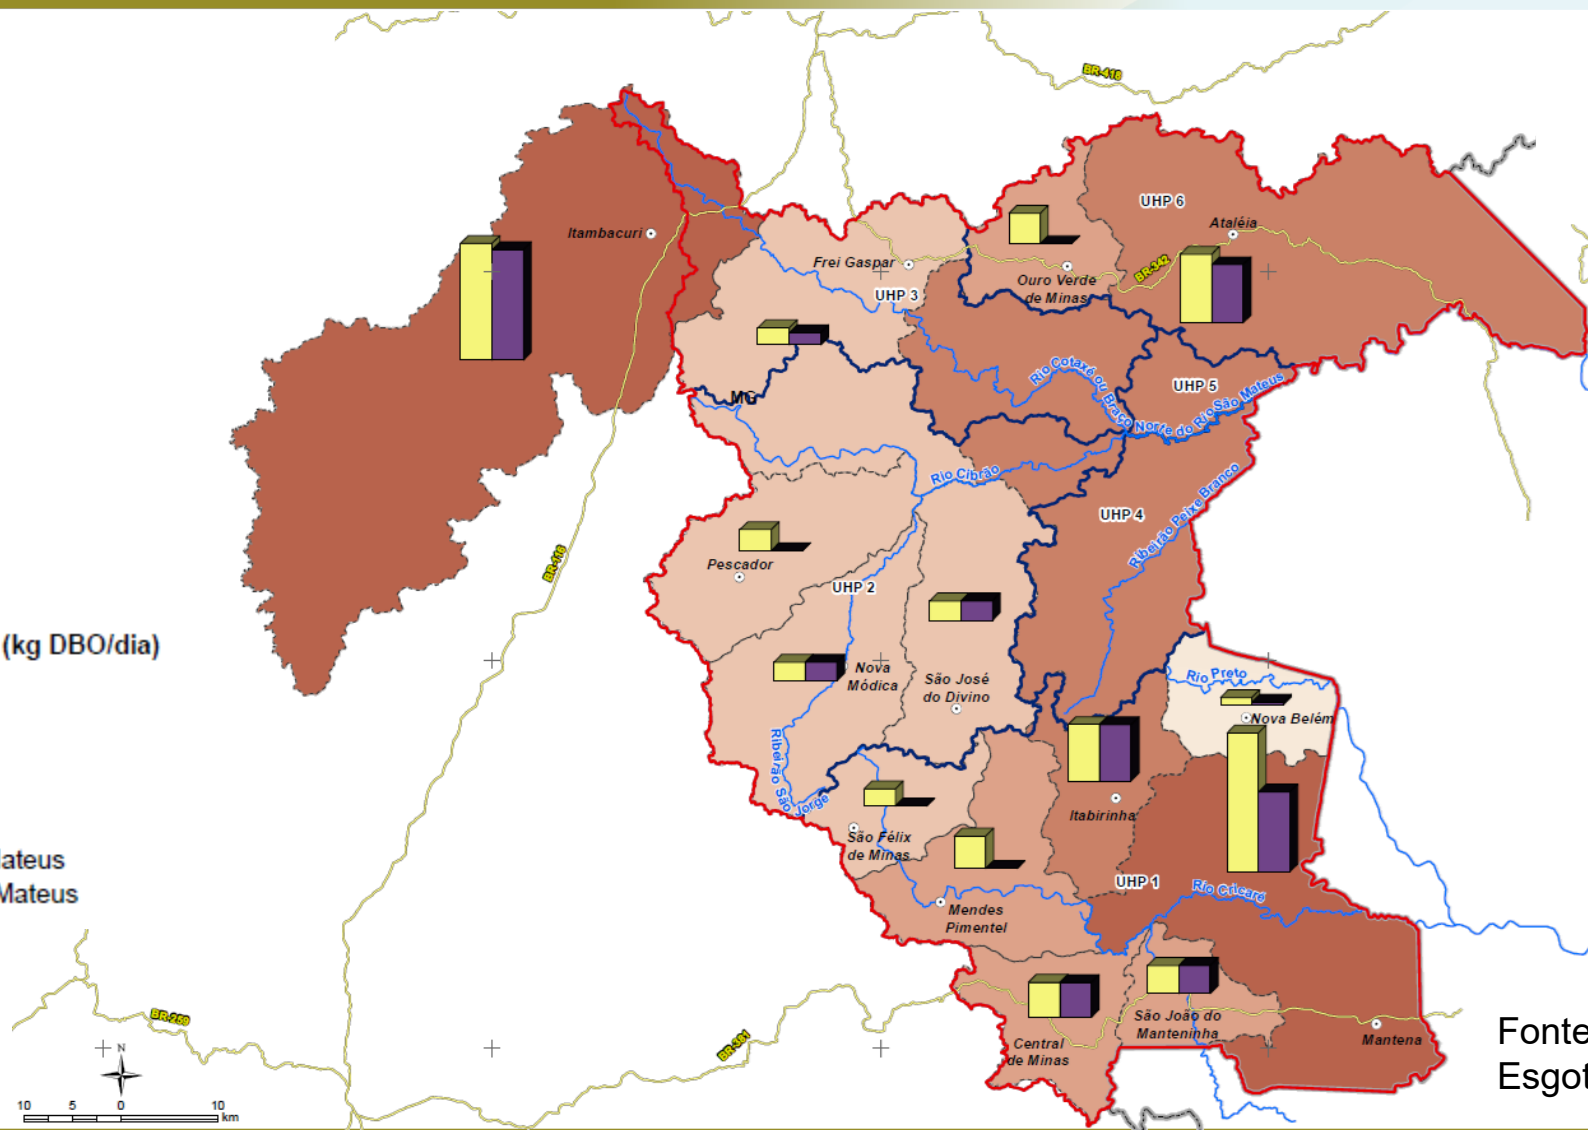 BR-418
UHP 6
Itambacuri
Ataléia
Frei Gaspar
BR-342
Ouro Verde
de Minas
UHP 3
Rio Cotaxé ou Braço Norte do Rio São Mateus
UHP 5
MG
Rio Cibrão
UHP 4
Ribeirão Peixe Branco
BR-116
Pescador
UHP 2
(kg DBO/dia)
Nova
Módica
São José
do Divino
Rio Preto
Nova Belém
Ribeirão São Jorge
Itabirinha
São Félix
de Minas
ateus
Mateus
UHP 1
Rio Cricaré
Mendes
Pimentel
BR-259
BR-381
São João do
Manteninha
Mantena
Central
de Minas
Fonte
Esgot
N
10 5 0 10
km